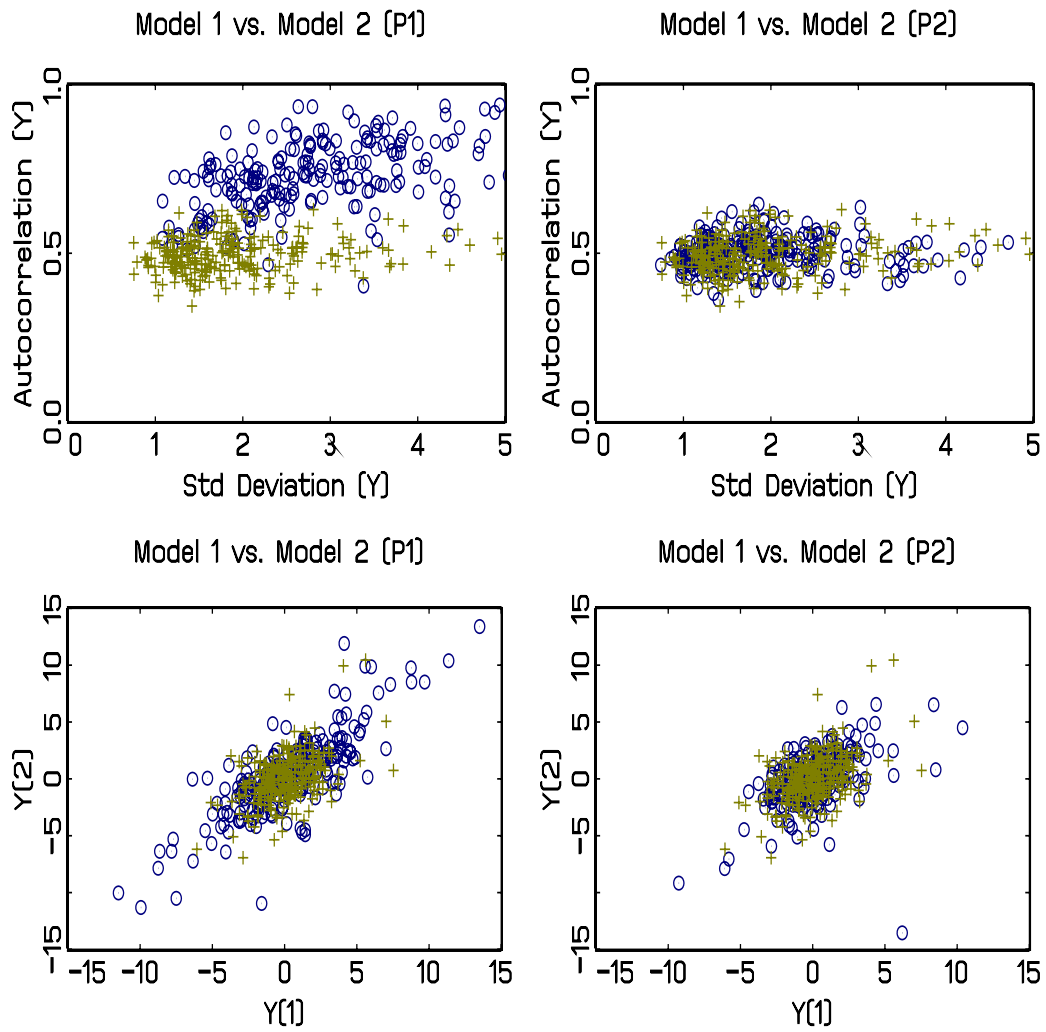 Model 1 vs. Model 2 (P1)
1.0
0.5
0.0
Autocorrelation (Y)
0 1 2 3 4 5
Std Deviation (Y)
Model 1 vs. Model 2 (P2)
1.0
0.5
0.0
Autocorrelation (Y)
0 1 2 3 4 5
Std Deviation (Y)
Model 1 vs. Model 2 (P1)
15
10
5
0
-5
-15
Y(2)
-15 -10 -5 0 5 10 15
Y(1)
Model 1 vs. Model 2 (P2)
15
10
5
0
-5
-15
Y(2)
-15 -10 -5 0 5 10 15
Y(1)